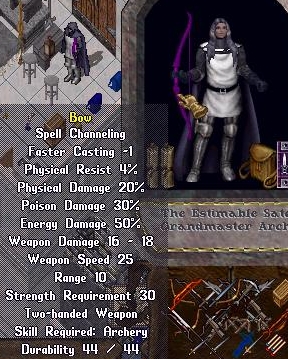 Bow
Spell Channeling
Faster Casting -1
Physical Resist 4%
Physical Damage 20%
Poison Damage 30%
Energy Damage 50%
Weapon Damage 16 - 18
Weapon Speed 25
Range 10
Strength Requirement 30
Two-handed Weapon
Skill Required: Archery
Durability 44 / 44
The Estimable
Grandmaster